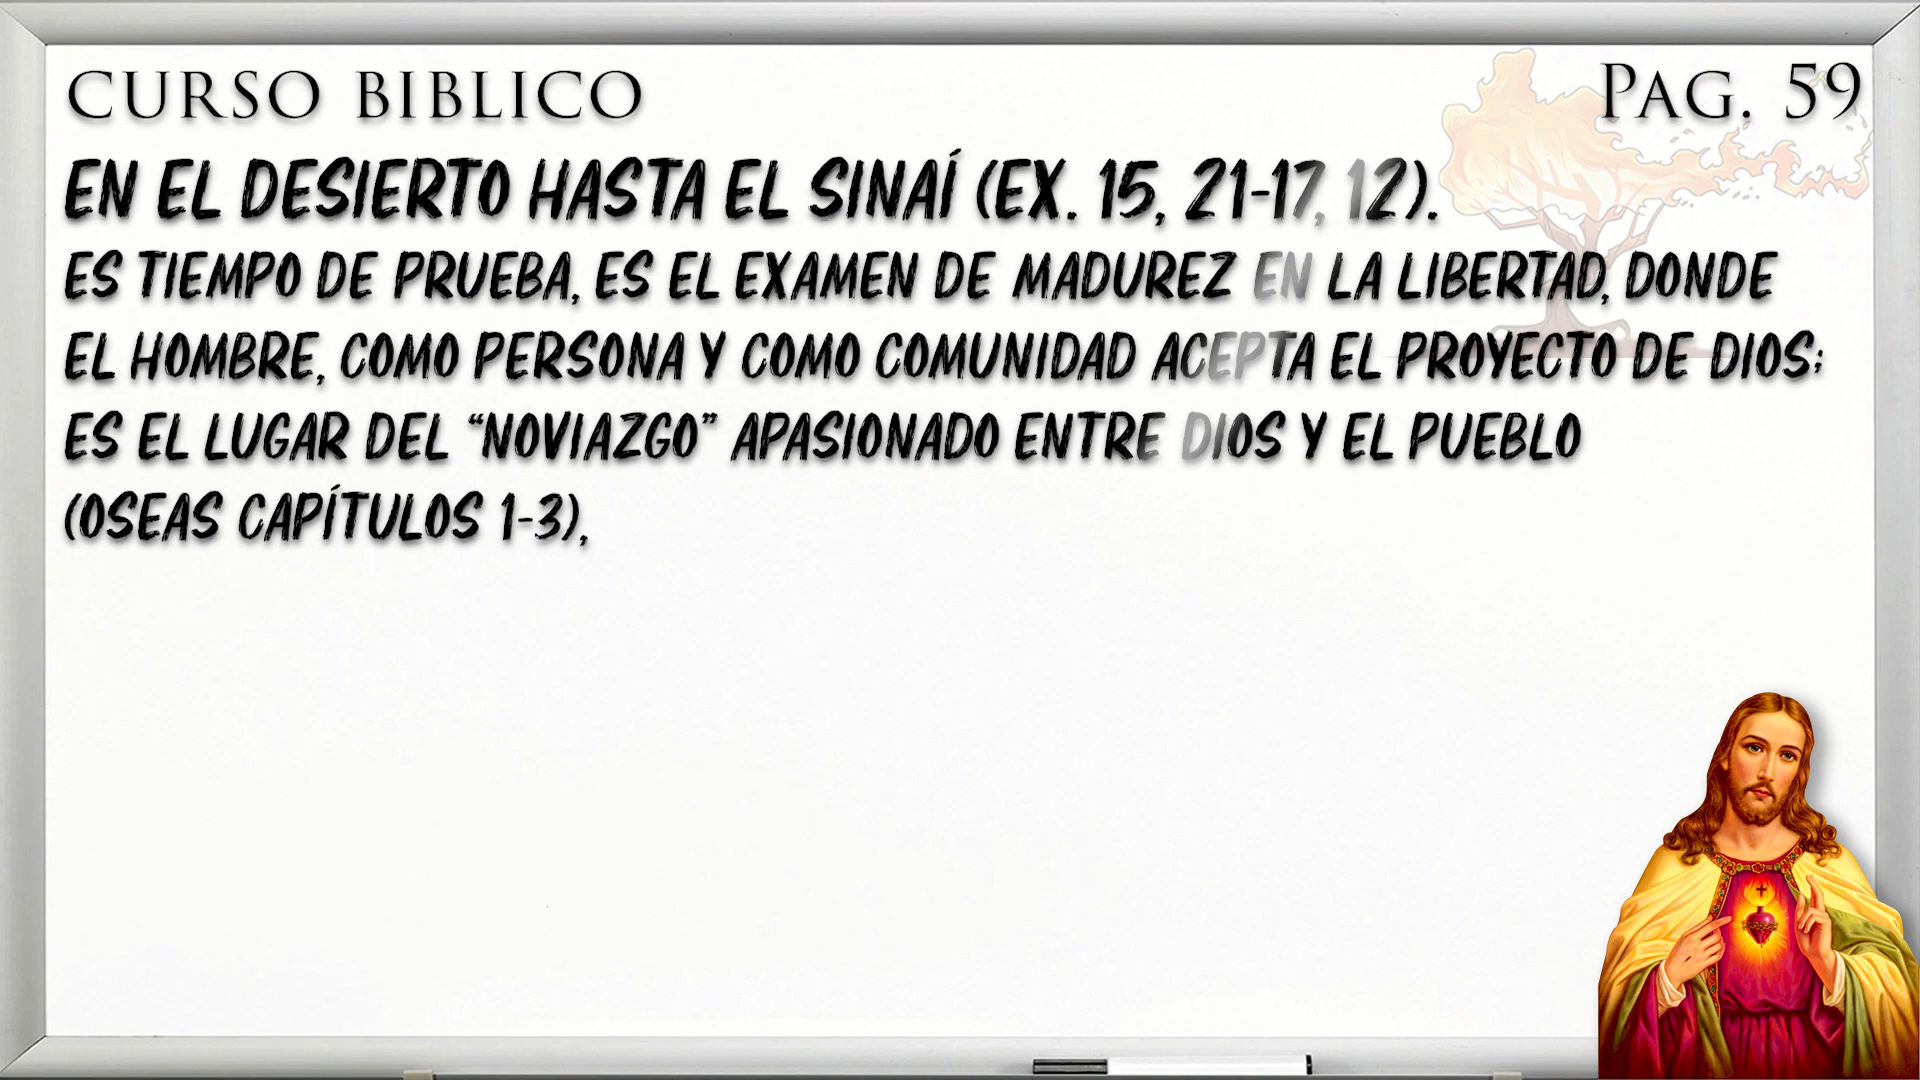 CURSO BIBLICO
PAG. 59
EN EL DESIERTO HASTA EL SINAÍ (EX. 15, 21-17, 12).
ES TIEMPO DE PRUEBA, ES EL EXAMEN DE MADUREZ EN LA LIBERTAD, DONDE
EL HOMBRE, COMO PERSONA Y COMO COMUNIDAD ACEPTA EL PROYECTO DE DIOS;
ES EL LUGAR DEL “NOVIAZGO” APASIONADO ENTRE DIOS Y EL PUEBLO
(OSEAS CAPÍTULOS 1-3),